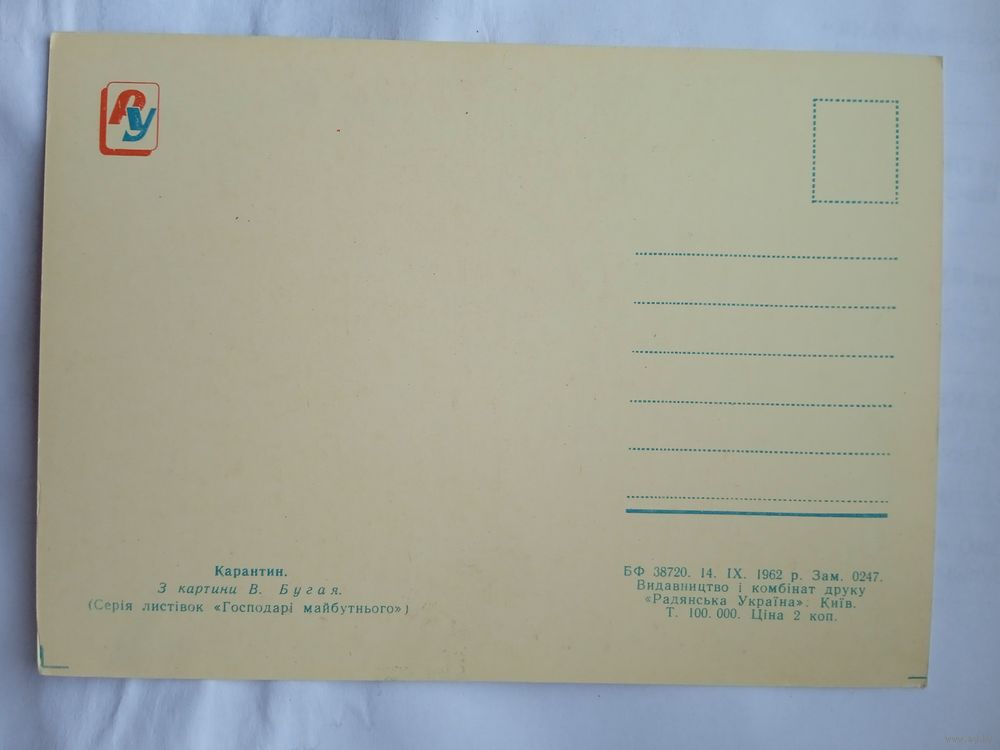 РУ
Карантин.
З картини В. Бугая.
(Серія листівок «Господарі майбутнього»)
БФ 38720. 14. IX. 1962 р. Зам. 0247.
Видавництво і комбінат друку
«Радянська Україна». Київ.
Т. 100.000. Ціна 2 коп.